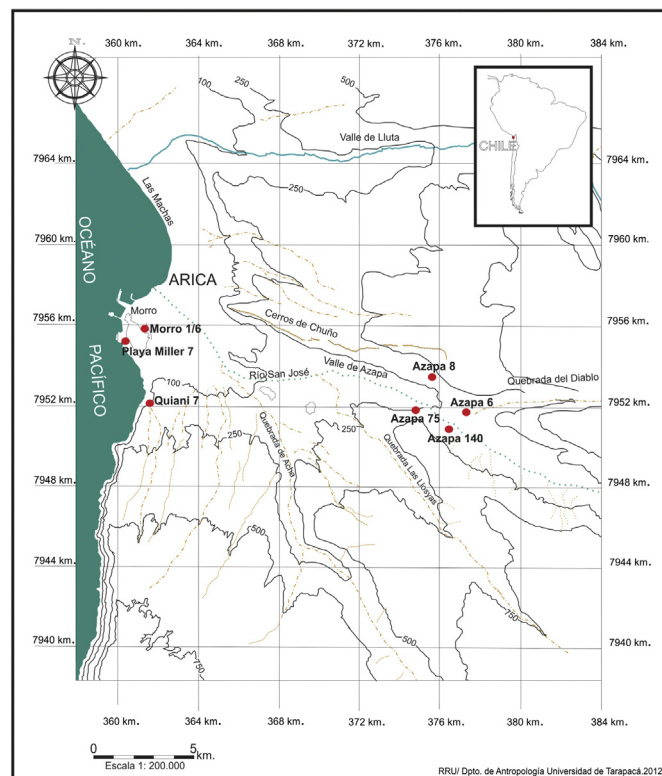 N.
360 km. 364 km. 368 km. 372 km. 376 km. 380 km. 384 km.
100
250
500
Valle de Lluta
CHILE
7964 km.
7964 km.
250
Las Machas
OCÉANO
7960 km.
7960 km.
ARICA
Morro
7956 km.
7956 km.
Morro 1/6
Cerros de Chuño
Playa Miller 7
PACÍFICO
Valle de Azapa
Azapa 8
Río San José
Quebrada del Diablo
100
Quiani 7
Azapa 6
7952 km.
7952 km.
Azapa 75
250
250
Azapa 140
Quebrada de Acha
Quebrada Las Llosyas
7948 km.
7948 km.
500
750
7944 km.
7944 km.
500
7940 km.
7940 km.
750
360 km. 364 km. 368 km. 372 km. 376 km. 380 km. 384 km.
0 5 km.
Escala 1: 200.000
RRU/ Dpto. de Antropología Universidad de Tarapacá.2012